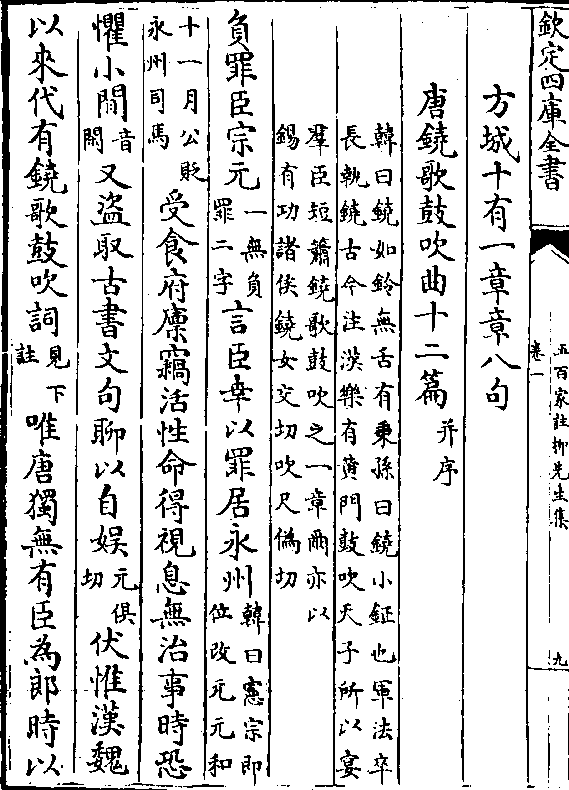 欽定四庫全書
五百家註柳先生集
卷一
九
方城十有一章章八句
唐鐃歌鼓吹曲十二篇并序
韓曰鐃如鈴無舌有秉孫曰鐃小鉦也軍法卒
長執鐃古今注漢樂有黄門鼓吹天子所以宴
羣臣短簫鐃歌鼓吹之一章爾亦以
錫有功諸侯鐃女交切吹尺偽切
負罪臣宗元一無負罪二字言臣幸以罪居永州韓曰憲宗即位改元元和
十一月公貶永州司馬受食府廩竊活性命得視息無治事時恐
懼小閒音閑又盜取古書文句聊以自娛元俱切伏惟漢魏
以來代有鐃歌鼓吹詞見下註唯唐獨無有臣為郎時以